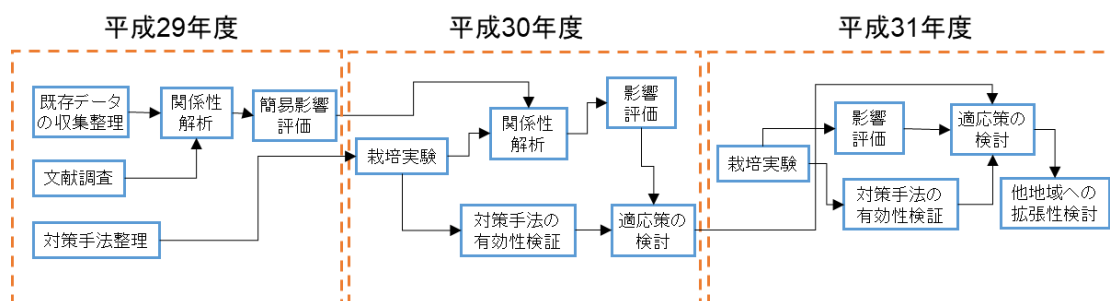 平成29年度
既存データ
の収集整理
関係性
解析
簡易影響
評価
文献調査
対策手法整理
平成30年度
栽培実験
関係性
解析
影響
評価
対策手法の
有効性検証
適応策の
検討
平成31年度
栽培実験
影響
評価
適応策の
検討
対策手法の
有効性検証
他地域への
拡張性検討